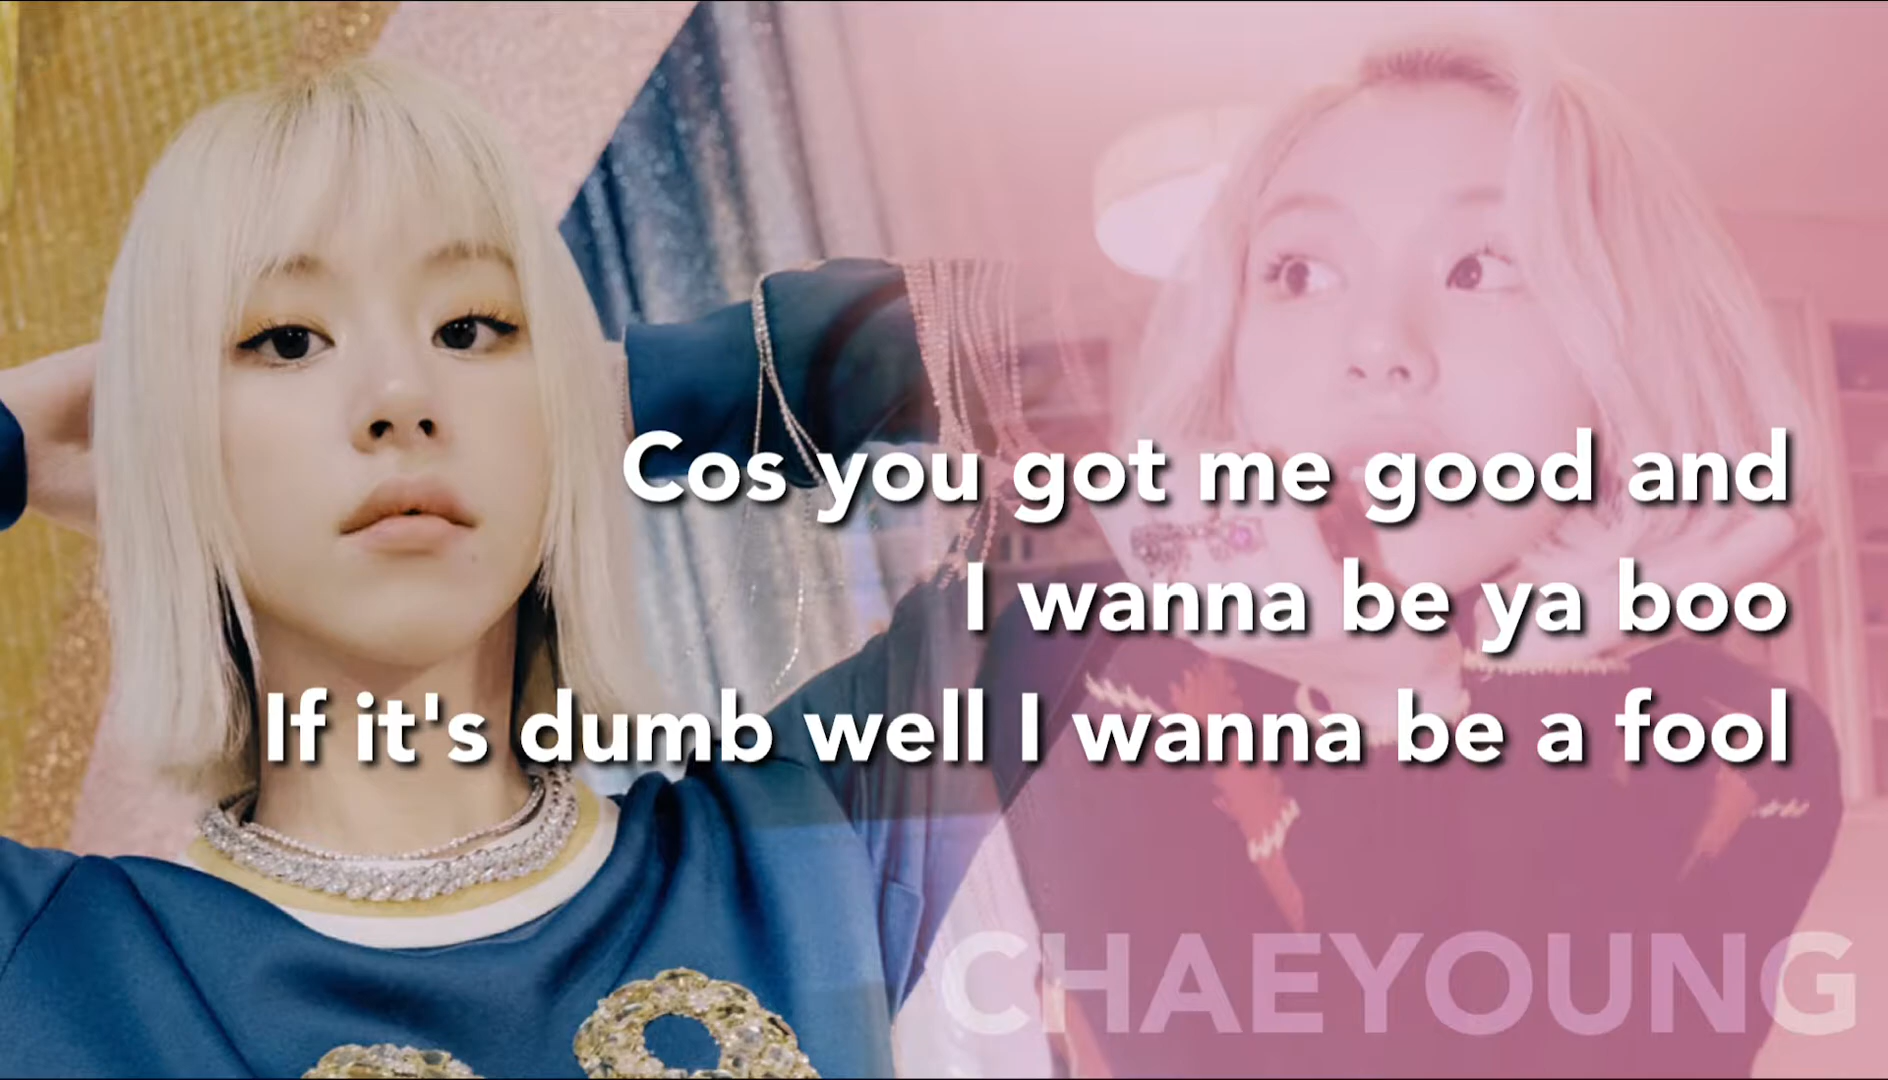 Cos you got me good and
I wanna be ya boo
If it's dumb well I wanna be a fool
CHAEYOUNG